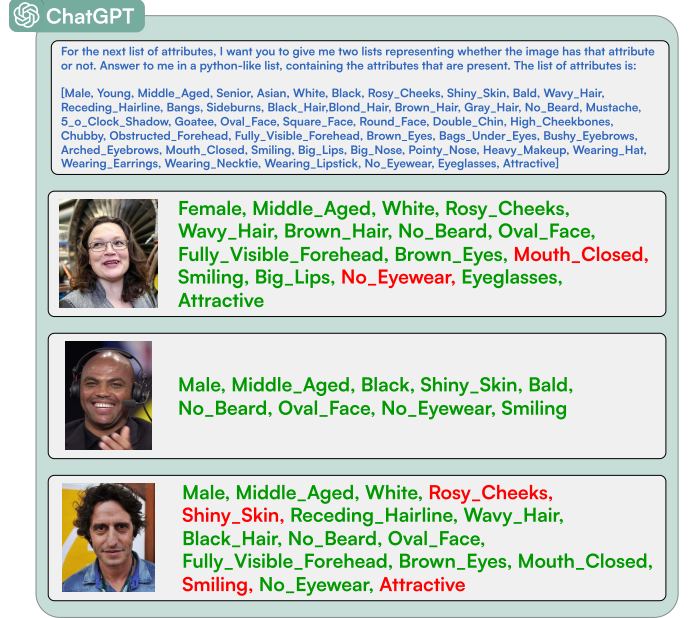 ChatGPT
For the next list of attributes, I want you to give me two lists representing whether the image has that attribute
or not. Answer to me in a python-like list, containing the attributes that are present. The list of attributes is:
[Male, Young, Middle_Aged, Senior, Asian, White, Black, Rosy_Cheeks, Shiny_Skin, Bald, Wavy_Hair,
Receding_Hairline, Bangs, Sideburns, Black_Hair,Blond_Hair, Brown_Hair, Gray_Hair, No_Beard, Mustache,
5_o_Clock_Shadow, Goatee, Oval_Face, Square_Face, Round_Face, Double_Chin, High_Cheekbones,
Chubby, Obstructed_Forehead, Fully_Visible_Forehead, Brown_Eyes, Bags_Under_Eyes, Bushy_Eyebrows,
Arched_Eyebrows, Mouth_Closed, Smiling, Big_Lips, Big_Nose, Pointy_Nose, Heavy_Makeup, Wearing_Hat,
Wearing_Earrings, Wearing_Necktie, Wearing_Lipstick, No_Eyewear, Eyeglasses, Attractive]
Female, Middle_Aged, White, Rosy_Cheeks,
Wavy_Hair, Brown_Hair, No_Beard, Oval_Face,
Fully_Visible_Forehead, Brown_Eyes, Mouth_Closed,
Smiling, Big_Lips, No_Eyewear, Eyeglasses,
Attractive
Male, Middle_Aged, Black, Shiny_Skin, Bald,
No_Beard, Oval_Face, No_Eyewear, Smiling
Male, Middle_Aged, White, Rosy_Cheeks,
Shiny_Skin, Receding_Hairline, Wavy_Hair,
Black_Hair, No_Beard, Oval_Face,
Fully_Visible_Forehead, Brown_Eyes, Mouth_Closed,
Smiling, No_Eyewear, Attractive